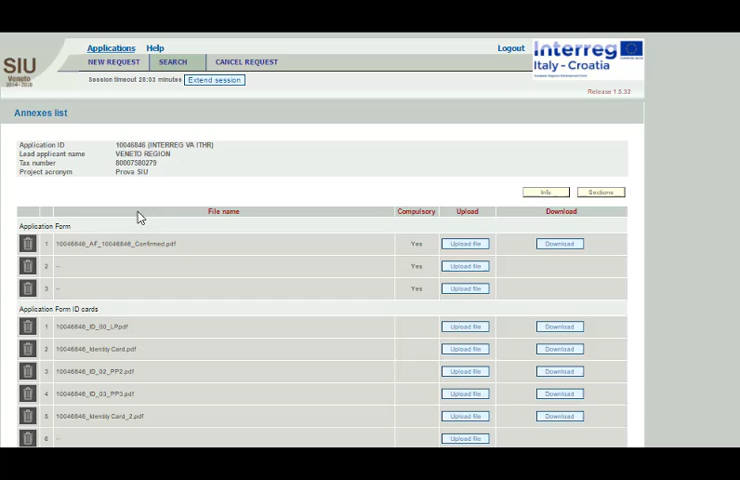 Applications Help Logout
NEW REQUEST SEARCH CANCEL REQUEST
Session timeout 28:03 minutes Extend session
SIU
Veneto
2014-2020
Interreg
Italy - Croatia
Release 1.5.32
Annexes list
Application ID 10046846 (INTERREG VA ITHR)
Lead applicant name VENETO REGION
Tax number 80007580279
Project acronym Prova SIU
Info Sections
File name Compulsory Upload Download
Application Form
1 10046846_AF_10046846_Confirmed.pdf Yes Upload file Download
2 -- Yes Upload file
3 -- Yes Upload file
Application Form ID cards
1 10046846_ID_00_LP.pdf Upload file Download
2 10046846_Identity Card.pdf Upload file Download
3 10046846_ID_02_PP2.pdf Upload file Download
4 10046846_ID_03_PP3.pdf Upload file Download
5 10046846_Identity Card_2.pdf Upload file Download
6 -- Upload file